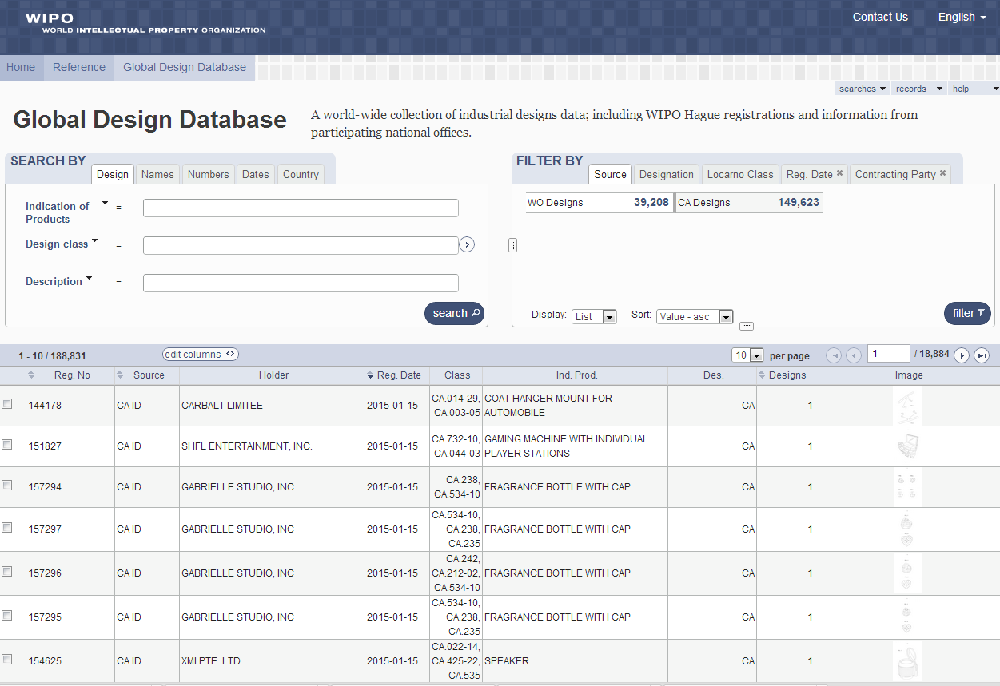 WIPO
WORLD INTELLECTUAL PROPERTY ORGANIZATION
Contact Us English
Home Reference Global Design Database
searches records help
Global Design Database
A world-wide collection of industrial designs data; including WIPO Hague registrations and information from
participating national offices.
SEARCH BY
Design Names Numbers Dates Country
Indication of
Products =
Design class =
Description =
search
FILTER BY
Source Designation Locarno Class Reg. Date Contracting Party
WO Designs 39,208 CA Designs 149,623
Display: List Sort: Value - asc
filter
1 - 10 / 188,831 edit columns 10 per page 1 / 18,884
Reg. No Source Holder Reg. Date Class Ind. Prod. Des. Designs Image
144178 CA ID CARBALT LIMITEE 2015-01-15 CA.014-29, CA.003-05 COAT HANGER MOUNT FOR AUTOMOBILE CA 1
151827 CA ID SHFL ENTERTAINMENT, INC. 2015-01-15 CA.732-10, CA.044-03 GAMING MACHINE WITH INDIVIDUAL PLAYER STATIONS CA 1
157294 CA ID GABRIELLE STUDIO, INC 2015-01-15 CA.238, CA.534-10 FRAGRANCE BOTTLE WITH CAP CA 1
157297 CA ID GABRIELLE STUDIO, INC 2015-01-15 CA.534-10, CA.238, CA.235 FRAGRANCE BOTTLE WITH CAP CA 1
157296 CA ID GABRIELLE STUDIO, INC 2015-01-15 CA.242, CA.212-02, CA.534-10 FRAGRANCE BOTTLE WITH CAP CA 1
157295 CA ID GABRIELLE STUDIO, INC 2015-01-15 CA.534-10, CA.238, CA.235 FRAGRANCE BOTTLE WITH CAP CA 1
154625 CA ID XMI PTE. LTD. 2015-01-15 CA.022-14, CA.425-22, CA.535 SPEAKER CA 1